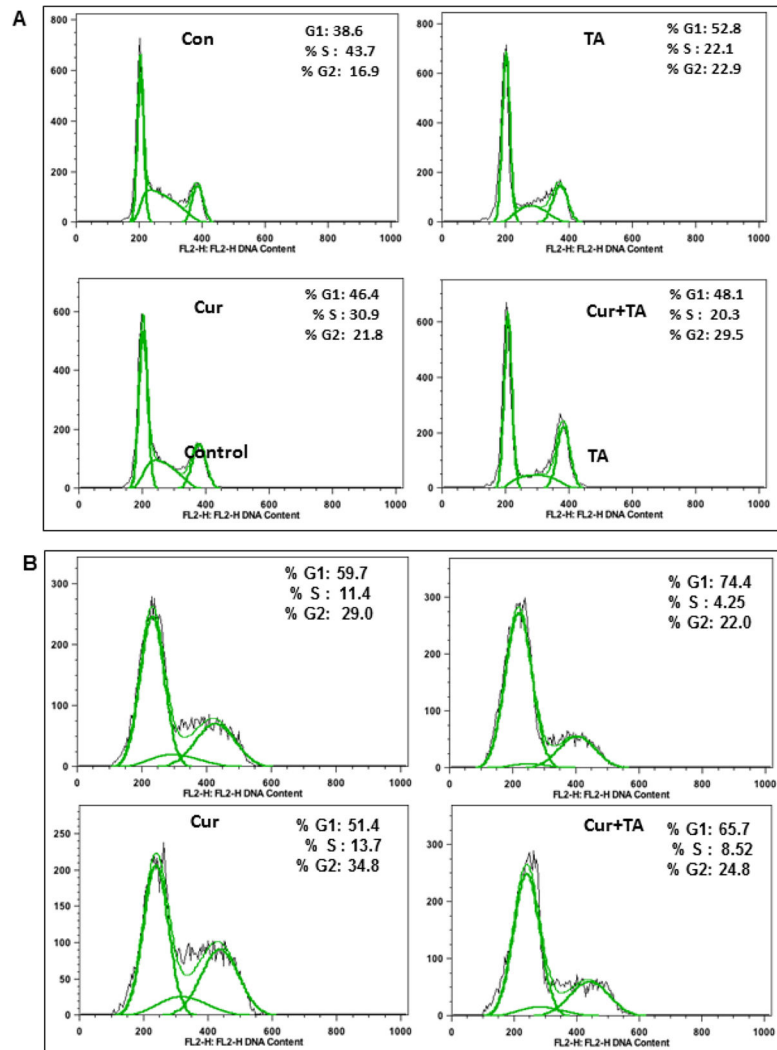 A
Con
G1: 38.6
% S : 43.7
% G2: 16.9
800
600
400
200
0
0 200 400 600 800 1000
FL2-H: FL2-H DNA Content
TA
% G1: 52.8
% S : 22.1
% G2: 22.9
800
600
400
200
0
0 200 400 600 800 1000
FL2-H: FL2-H DNA Content
Cur
% G1: 46.4
% S : 30.9
% G2: 21.8
600
400
200
0
Control
0 200 400 600 800 1000
FL2-H: FL2-H DNA Content
Cur+TA
% G1: 48.1
% S : 20.3
% G2: 29.5
800
600
400
200
0
TA
0 200 400 600 800 1000
FL2-H: FL2-H DNA Content
B
% G1: 59.7
% S : 11.4
% G2: 29.0
300
200
100
0
0 200 400 600 800 1000
FL2-H: FL2-H DNA Content
% G1: 74.4
% S : 4.25
% G2: 22.0
300
200
100
0
0 200 400 600 800 1000
FL2-H: FL2-H DNA Content
Cur
% G1: 51.4
% S : 13.7
% G2: 34.8
250
200
150
100
50
0
0 200 400 600 800 1000
FL2-H: FL2-H DNA Content
Cur+TA
% G1: 65.7
% S : 8.52
% G2: 24.8
300
200
100
0
0 200 400 600 800 1000
FL2-H: FL2-H DNA Content